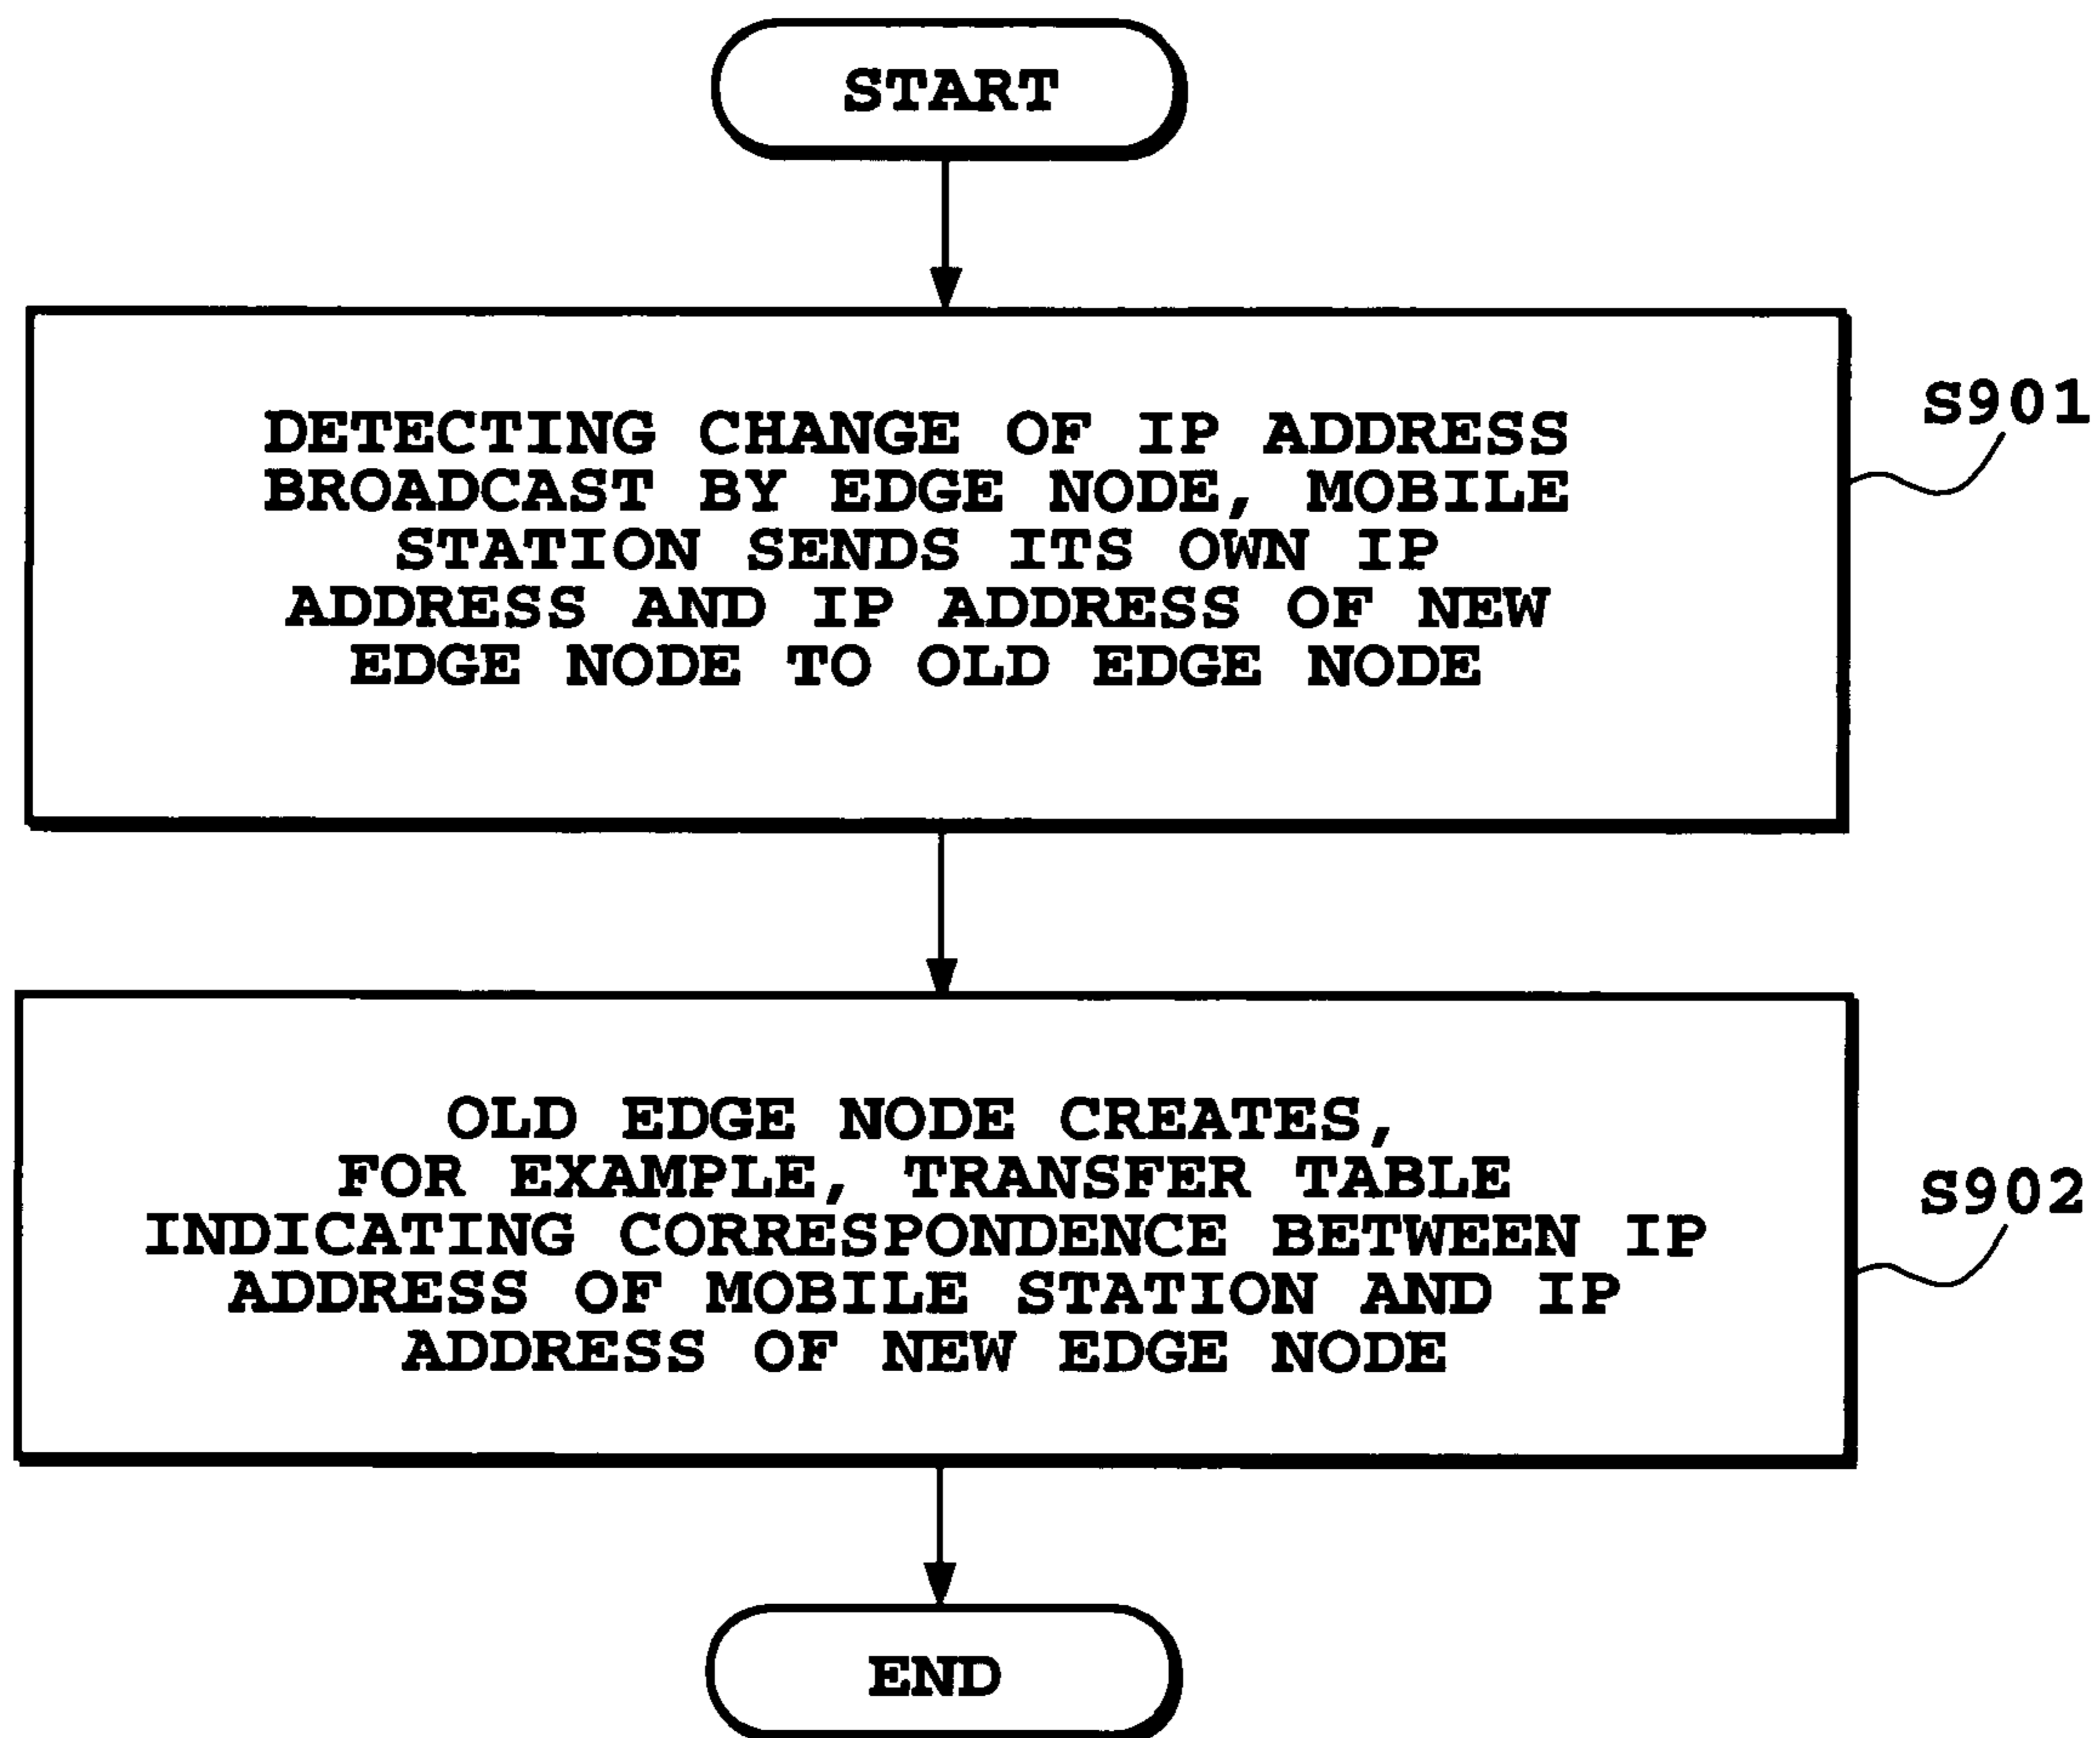 START
DETECTING CHANGE OF IP ADDRESS
BROADCAST BY EDGE NODE, MOBILE
STATION SENDS ITS OWN IP
ADDRESS AND IP ADDRESS OF NEW
EDGE NODE TO OLD EDGE NODE
S901
OLD EDGE NODE CREATES,
FOR EXAMPLE, TRANSFER TABLE
INDICATING CORRESPONDENCE BETWEEN IP
ADDRESS OF MOBILE STATION AND IP
ADDRESS OF NEW EDGE NODE
S902
END